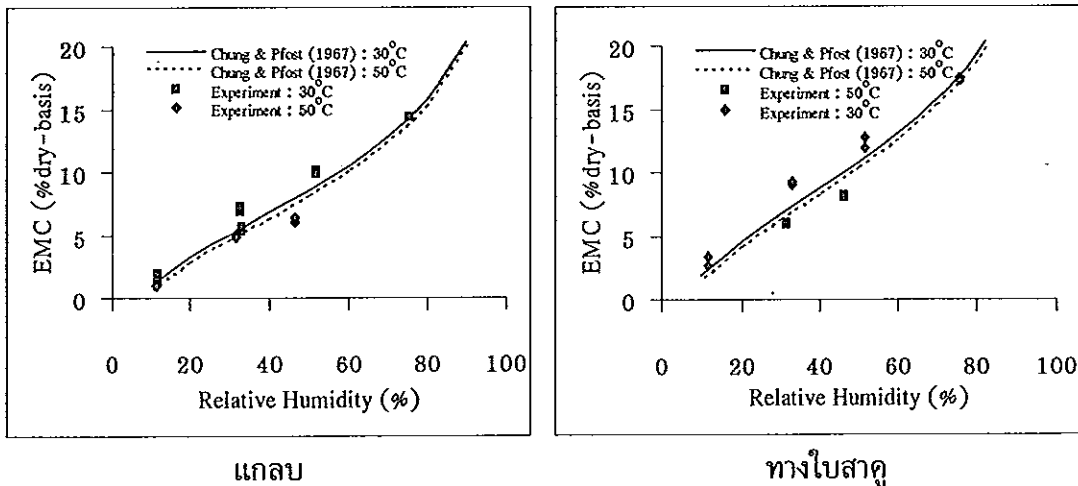 Chung & Pfost (1967) : 30°C
Chung & Pfost (1967) : 50°C
Experiment : 30°C
Experiment : 50°C
20
15
10
5
0
EMC (%dry-basis)
0 20 40 60 80 100
Relative Humidity (%)
แกลบ
Chung & Pfost (1967) : 30°C
Chung & Pfost (1967) : 50°C
Experiment : 50°C
Experiment : 30°C
20
15
10
5
0
EMC (%dry-basis)
0 20 40 60 80 100
Relative Humidity (%)
ทางใบสาคู